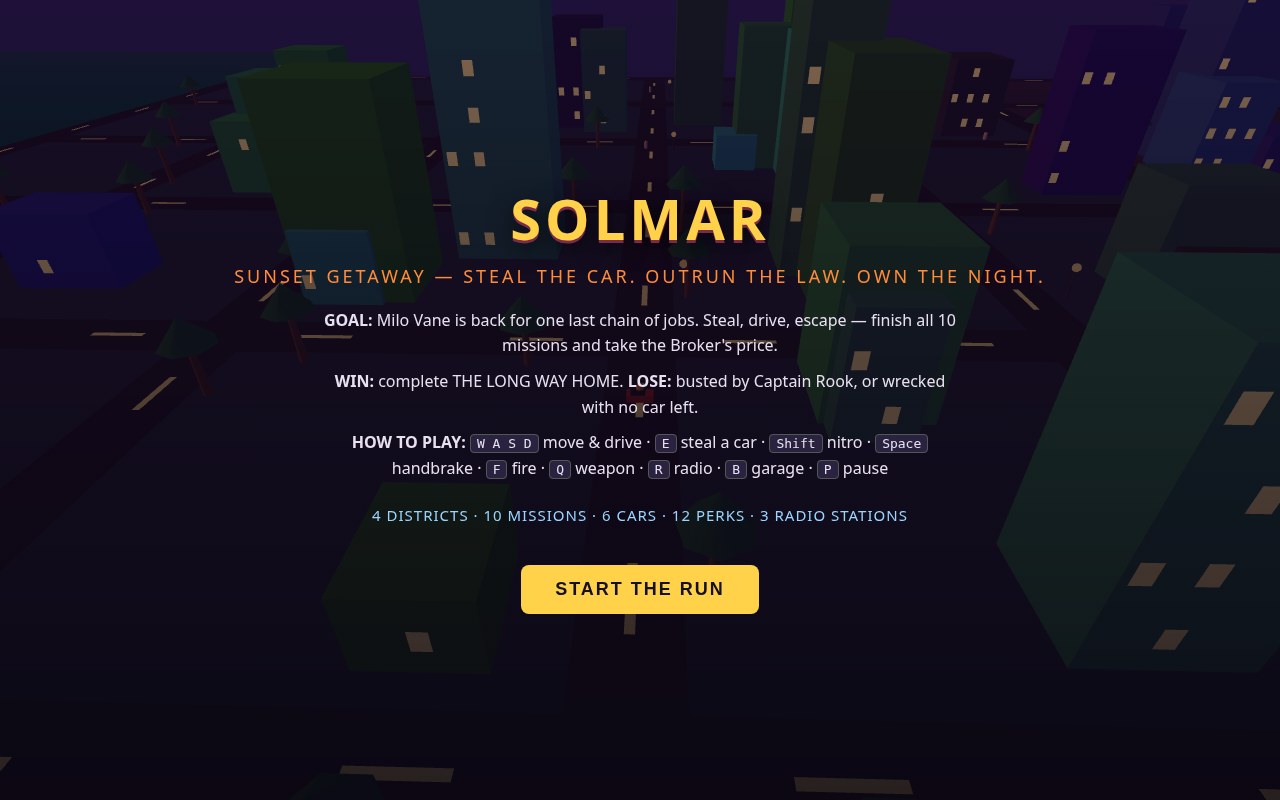 SOLMAR
SUNSET GETAWAY — STEAL THE CAR. OUTRUN THE LAW. OWN THE NIGHT.
GOAL: Milo Vane is back for one last chain of jobs. Steal, drive, escape — finish all 10
missions and take the Broker's price.
WIN: complete THE LONG WAY HOME. LOSE: busted by Captain Rook, or wrecked
with no car left.
HOW TO PLAY: W A S D move & drive · E steal a car · Shift nitro · Space
handbrake · F fire · Q weapon · R radio · B garage · P pause
4 DISTRICTS · 10 MISSIONS · 6 CARS · 12 PERKS · 3 RADIO STATIONS
START THE RUN